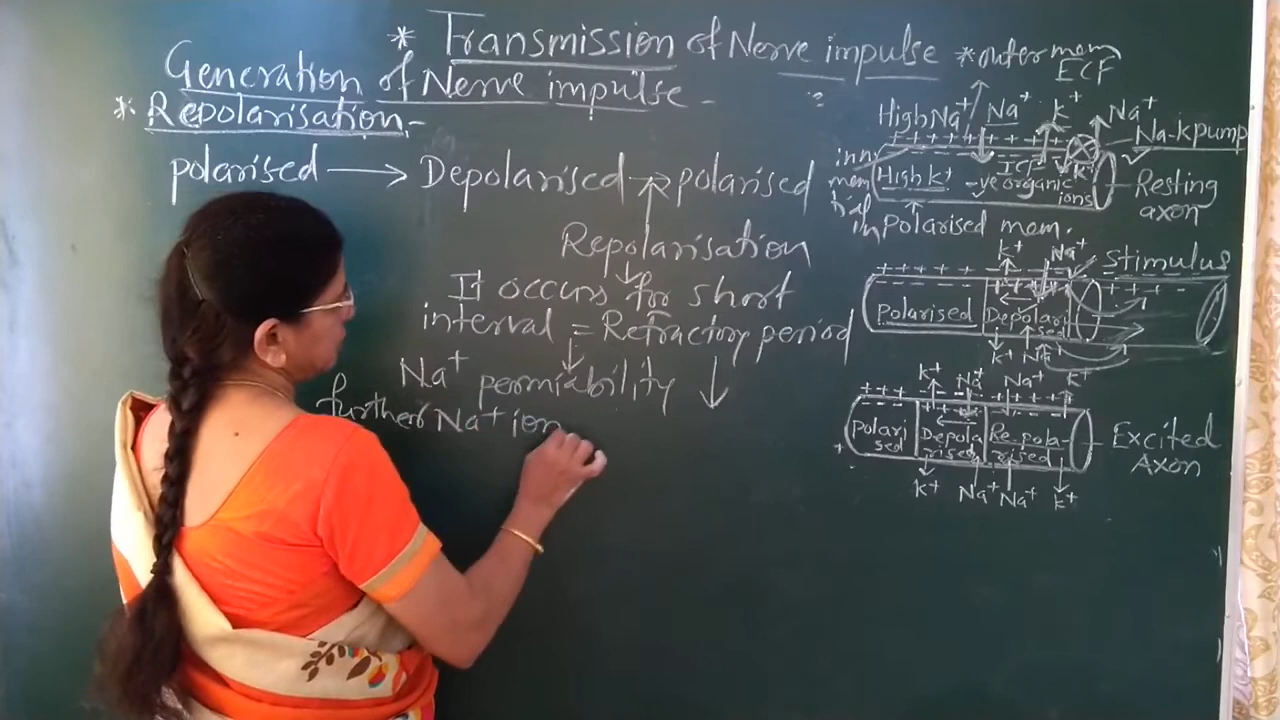 * Transmission of Nerve impulse
Generation of Nerve impulse -
* Repolarisation -
polarised → Depolarised → polarised
Repolarisation
It occurs for short
interval = Refractory period
Na+ permiability ↓
further Na+ ion
* outer mem
ECF
High Na+ Na+ K+ Na+
+ + + + + + + + + +
Na-K pump
inn
mem
High K+
ICF K+
-ve organic
ions
Resting
axon
Polarised mem.
K+ Na+
stimulus
Polarised
Depolari
sed
K+ Na+
K+ Na+ Na+ K+
Polari
sed
Depola
rised
Re-pola-
rised
Excited
Axon
K+ Na+ Na+ K+